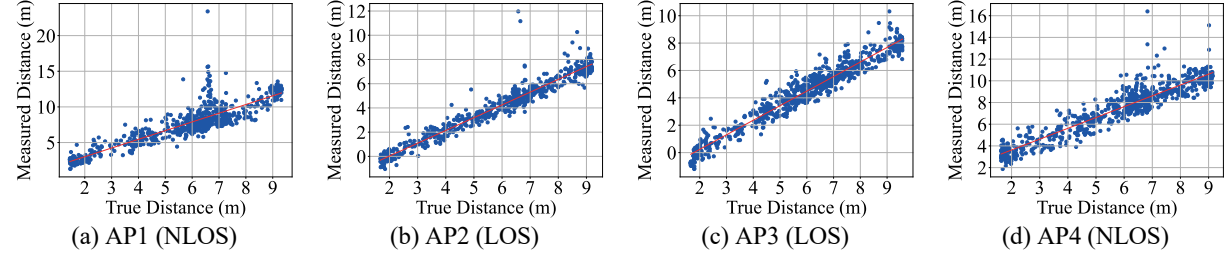 Measured Distance (m)
20
15
10
5
2 3 4 5 6 7 8 9
True Distance (m)
(a) AP1 (NLOS)
Measured Distance (m)
12
10
8
6
4
2
0
2 3 4 5 6 7 8 9
True Distance (m)
(b) AP2 (LOS)
Measured Distance (m)
10
8
6
4
2
0
2 3 4 5 6 7 8 9
True Distance (m)
(c) AP3 (LOS)
Measured Distance (m)
16
14
12
10
8
6
4
2
2 3 4 5 6 7 8 9
True Distance (m)
(d) AP4 (NLOS)